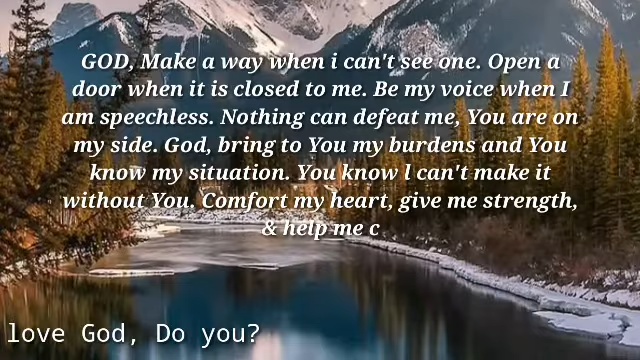 GOD, Make a way when i can't see one. Open a
door when it is closed to me. Be my voice when I
am speechless. Nothing can defeat me, You are on
my side. God, bring to You my burdens and You
know my situation. You know l can't make it
without You. Comfort my heart, give me strength,
& help me c
love God, Do you?